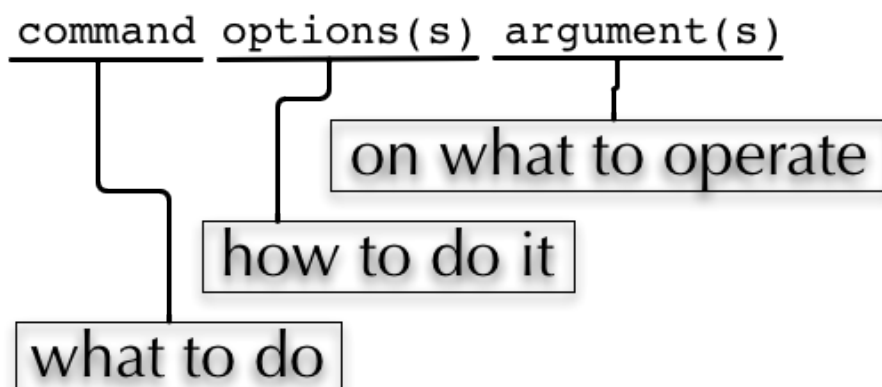 command options(s) argument(s)
on what to operate
how to do it
what to do